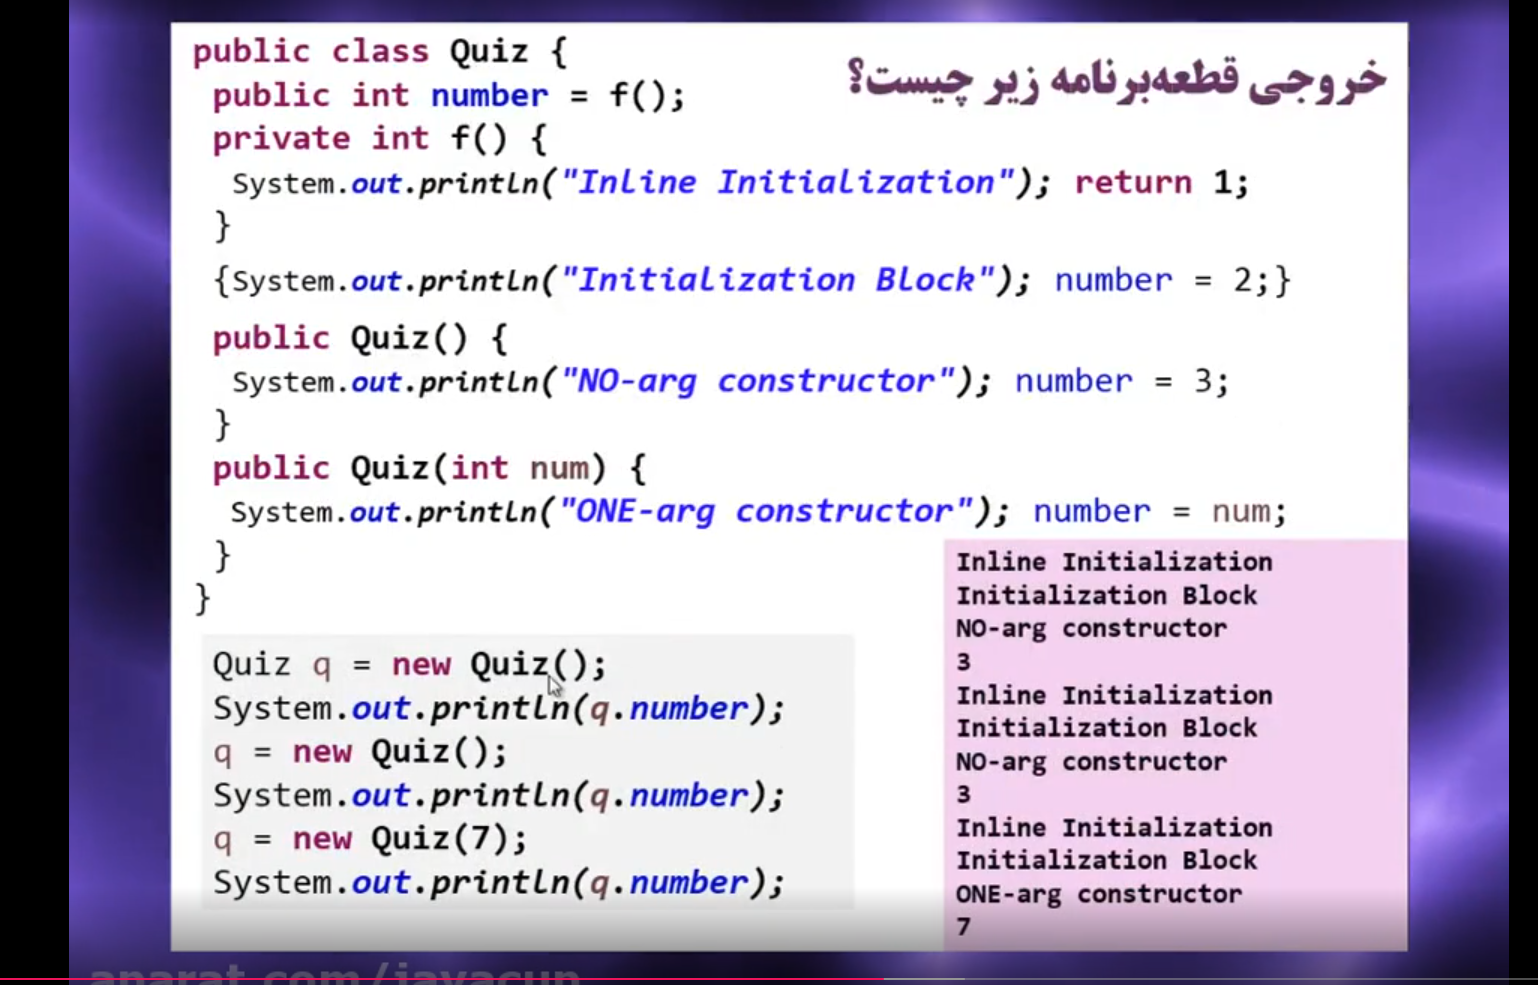 خروجی قطعه‌برنامه زیر چیست؟
public class Quiz {
public int number = f();
private int f() {
System.out.println("Inline Initialization"); return 1;
}
{System.out.println("Initialization Block"); number = 2;}
public Quiz() {
System.out.println("NO-arg constructor"); number = 3;
}
public Quiz(int num) {
System.out.println("ONE-arg constructor"); number = num;
}
}
Quiz q = new Quiz();
System.out.println(q.number);
q = new Quiz();
System.out.println(q.number);
q = new Quiz(7);
System.out.println(q.number);
Inline Initialization
Initialization Block
NO-arg constructor
3
Inline Initialization
Initialization Block
NO-arg constructor
3
Inline Initialization
Initialization Block
ONE-arg constructor
7
aparat.com/javacup